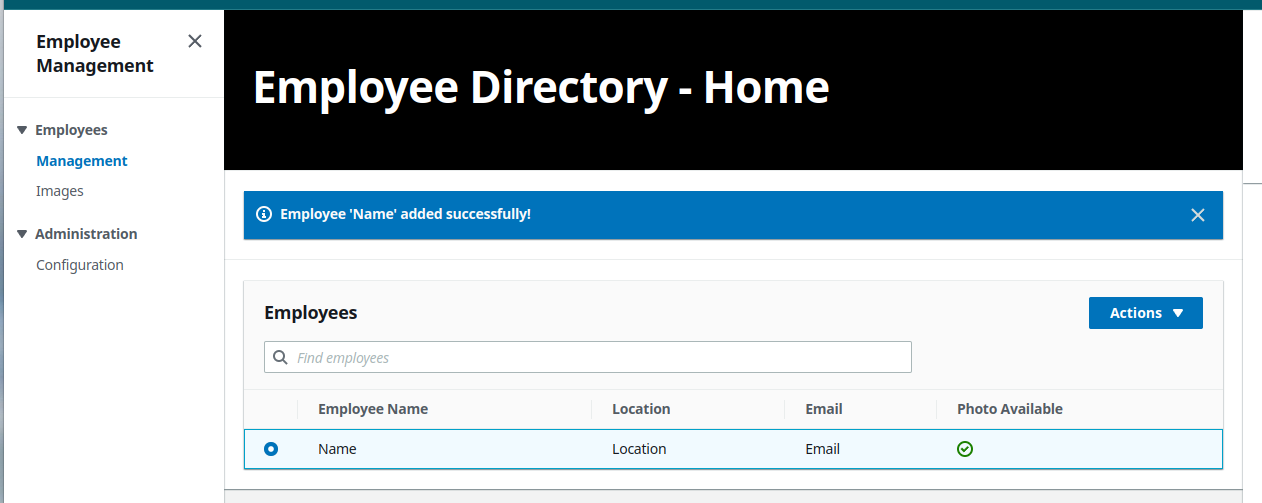 Employee
Management
Employees
Management
Images
Administration
Configuration
Employee Directory - Home
Employee 'Name' added successfully!
Employees
Actions
Find employees
Employee Name Location Email Photo Available
Name Location Email